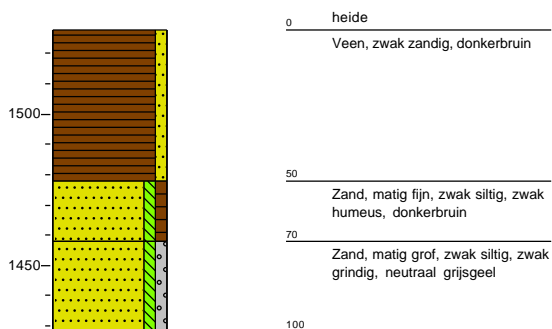 0
heide
Veen, zwak zandig, donkerbruin
1500
50
Zand, matig fijn, zwak siltig, zwak
humeus, donkerbruin
70
Zand, matig grof, zwak siltig, zwak
grindig, neutraal grijsgeel
1450
100